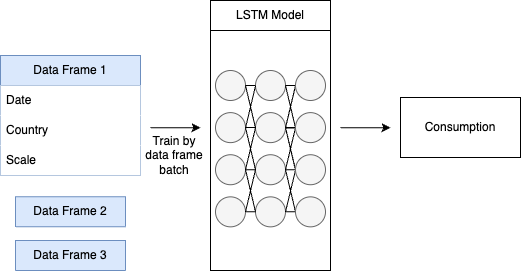 LSTM Model
Data Frame 1
Date
Country
Scale
Train by
data frame
batch
Consumption
Data Frame 2
Data Frame 3